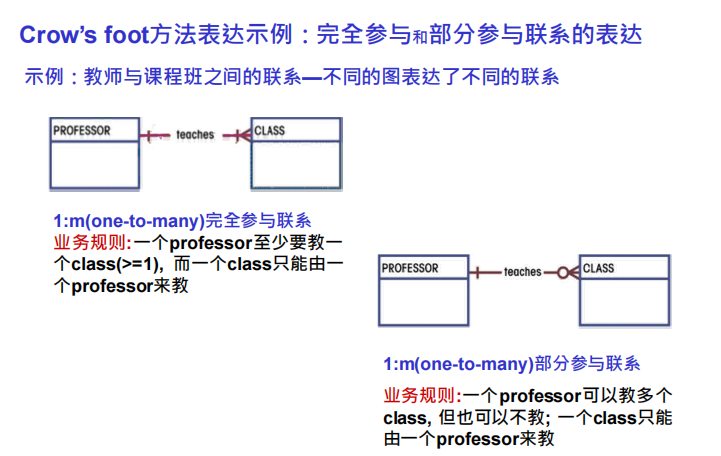 Crow’s foot方法表达示例：完全参与和部分参与联系的表达
示例：教师与课程班之间的联系—不同的图表达了不同的联系
PROFESSOR teaches CLASS
1:m(one-to-many)完全参与联系
业务规则:一个professor至少要教一
个class(>=1), 而一个class只能由一
个professor来教
PROFESSOR teaches CLASS
1:m(one-to-many)部分参与联系
业务规则:一个professor可以教多个
class, 但也可以不教; 一个class只能
由一个professor来教